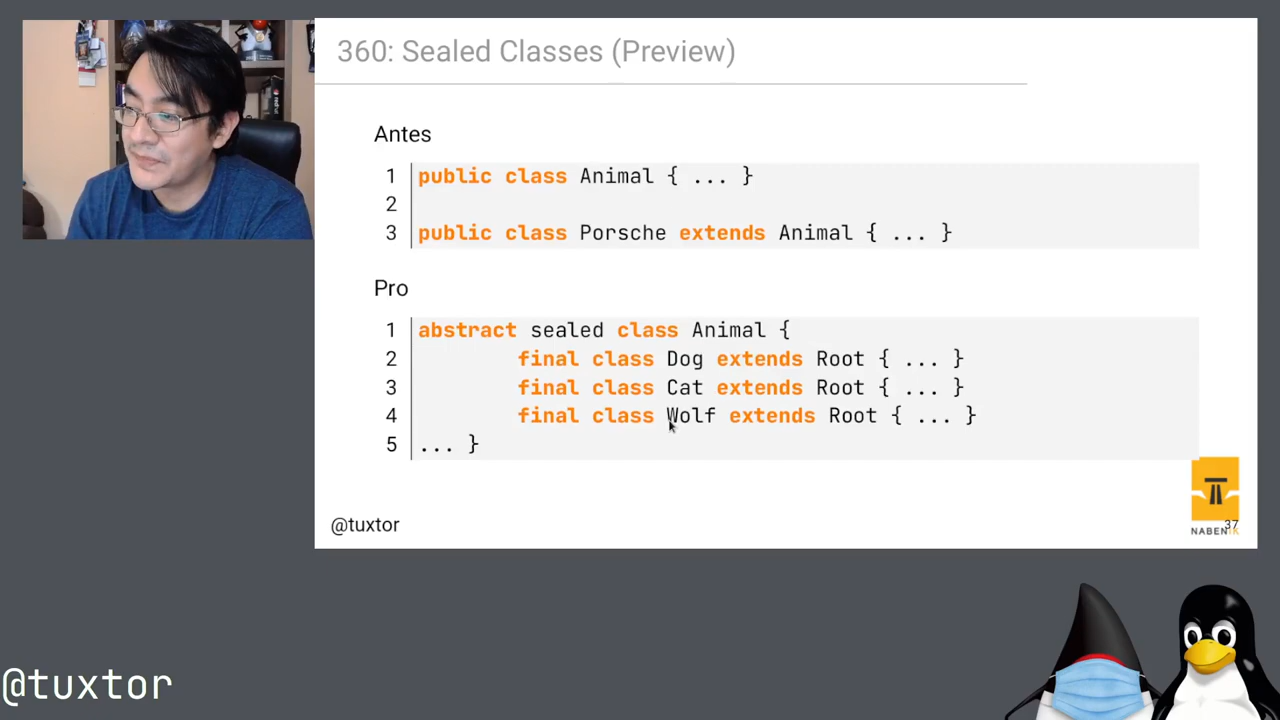 360: Sealed Classes (Preview)
Antes
1 public class Animal { ... }
2
3 public class Porsche extends Animal { ... }
Pro
1 abstract sealed class Animal {
2 final class Dog extends Root { ... }
3 final class Cat extends Root { ... }
4 final class Wolf extends Root { ... }
5 ... }
@tuxtor
37
NABENIK
@tuxtor